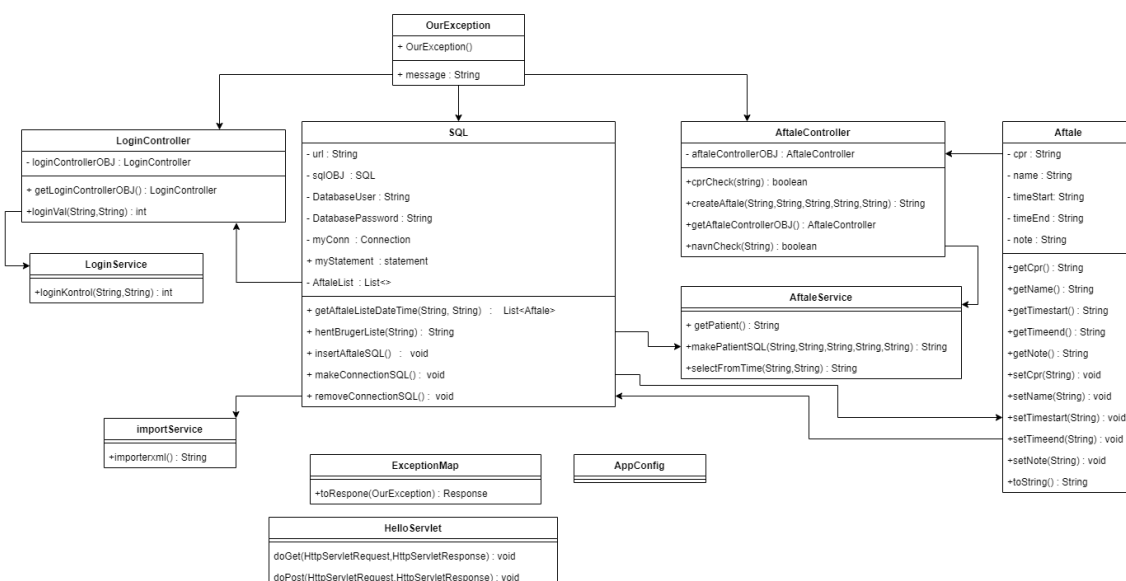 OurException
+ OurException()
+ message : String
LoginController
- loginControllerOBJ : LoginController
+ getLoginControllerOBJ() : LoginController
+loginVal(String,String) : int
LoginService
+loginKontrol(String,String) : int
SQL
- url : String
- sqlOBJ : SQL
- DatabaseUser : String
- DatabasePassword : String
- myConn : Connection
+ myStatement : statement
- AftaleList : List<>
+ getAftaleListeDateTime(String, String) : List<Aftale>
+ hentBrugerListe(String) : String
+ insertAftaleSQL() : void
+ makeConnectionSQL() : void
+ removeConnectionSQL() : void
AftaleController
- aftaleControllerOBJ : AftaleController
+cprCheck(string) : boolean
+createAftale(String,String,String,String,String) : String
+getAftaleControllerOBJ() : AftaleController
+navnCheck(String) : boolean
AftaleService
+ getPatient() : String
+makePatientSQL(String,String,String,String,String) : String
+selectFromTime(String,String) : String
Aftale
- cpr : String
- name : String
- timeStart: String
- timeEnd : String
- note : String
+getCpr() : String
+getName() : String
+getTimestart() : String
+getTimeend() : String
+getNote() : String
+setCpr(String) : void
+setName(String) : void
+setTimestart(String) : void
+setTimeend(String) : void
+setNote(String) : void
+toString() : String
importService
+importerxml() : String
ExceptionMap
+toRespone(OurException) : Response
AppConfig
HelloServlet
doGet(HttpServletRequest,HttpServletResponse) : void
doPost(HttpServletRequest,HttpServletResponse) : void